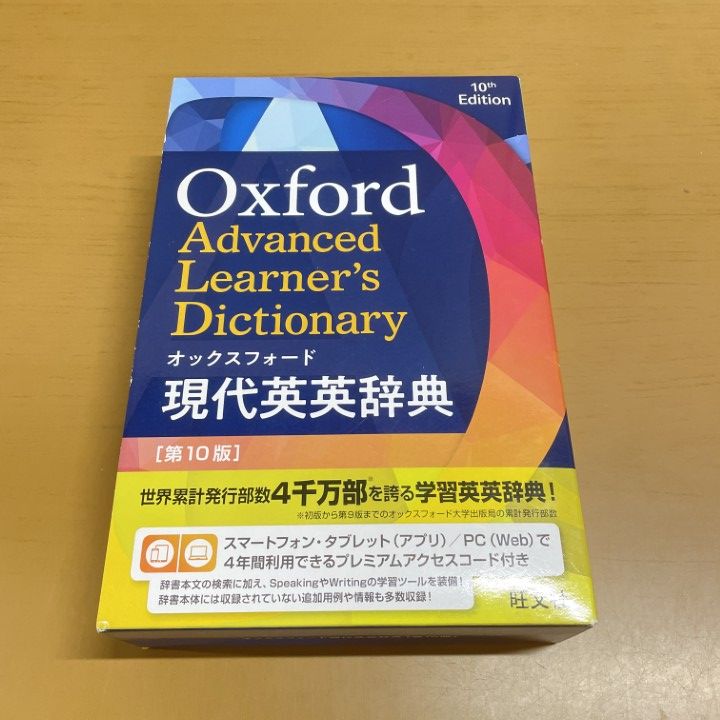 10th
Edition
Oxford
Advanced
Learner's
Dictionary
オックスフォード
現代英英辞典
[第10版]
世界累計発行部数4千万部※を誇る学習英英辞典!
※初版から第9版までのオックスフォード大学出版局の累計発行部数
スマートフォン・タブレット(アプリ)/PC(Web)で
4年間利用できるプレミアムアクセスコード付き
辞書本文の検索に加え、SpeakingやWritingの学習ツールを装備!
辞書本体には収録されていない追加用例や情報も多数収録!
旺文社